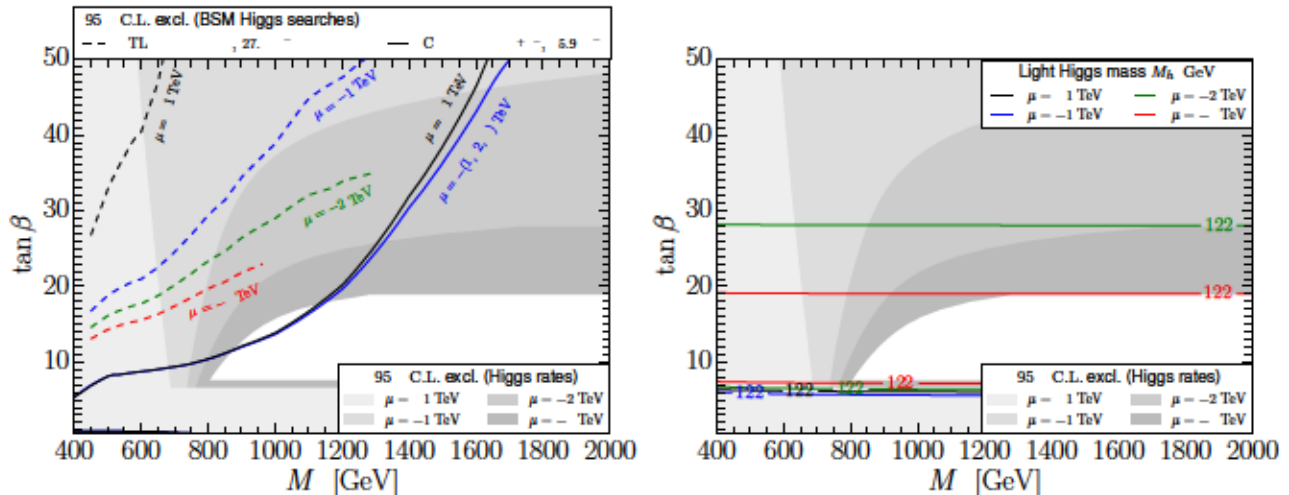 95 C.L. excl. (BSM Higgs searches)
TL , 27. −
C + −, 5.9 −
50
40
30
20
10
tan β
μ = 1 TeV
μ = −1 TeV
μ = −2 TeV
μ = − TeV
μ = 1 TeV
μ = −(1, 2, ) TeV
95 C.L. excl. (Higgs rates)
μ = 1 TeV
μ = −2 TeV
μ = −1 TeV
μ = − TeV
400 600 800 1000 1200 1400 1600 1800 2000
M [GeV]
50
40
30
20
10
tan β
Light Higgs mass Mh GeV
μ = 1 TeV
μ = −2 TeV
μ = −1 TeV
μ = − TeV
122
122
122
122 122 122
95 C.L. excl. (Higgs rates)
μ = 1 TeV
μ = −2 TeV
μ = −1 TeV
μ = − TeV
400 600 800 1000 1200 1400 1600 1800 2000
M [GeV]